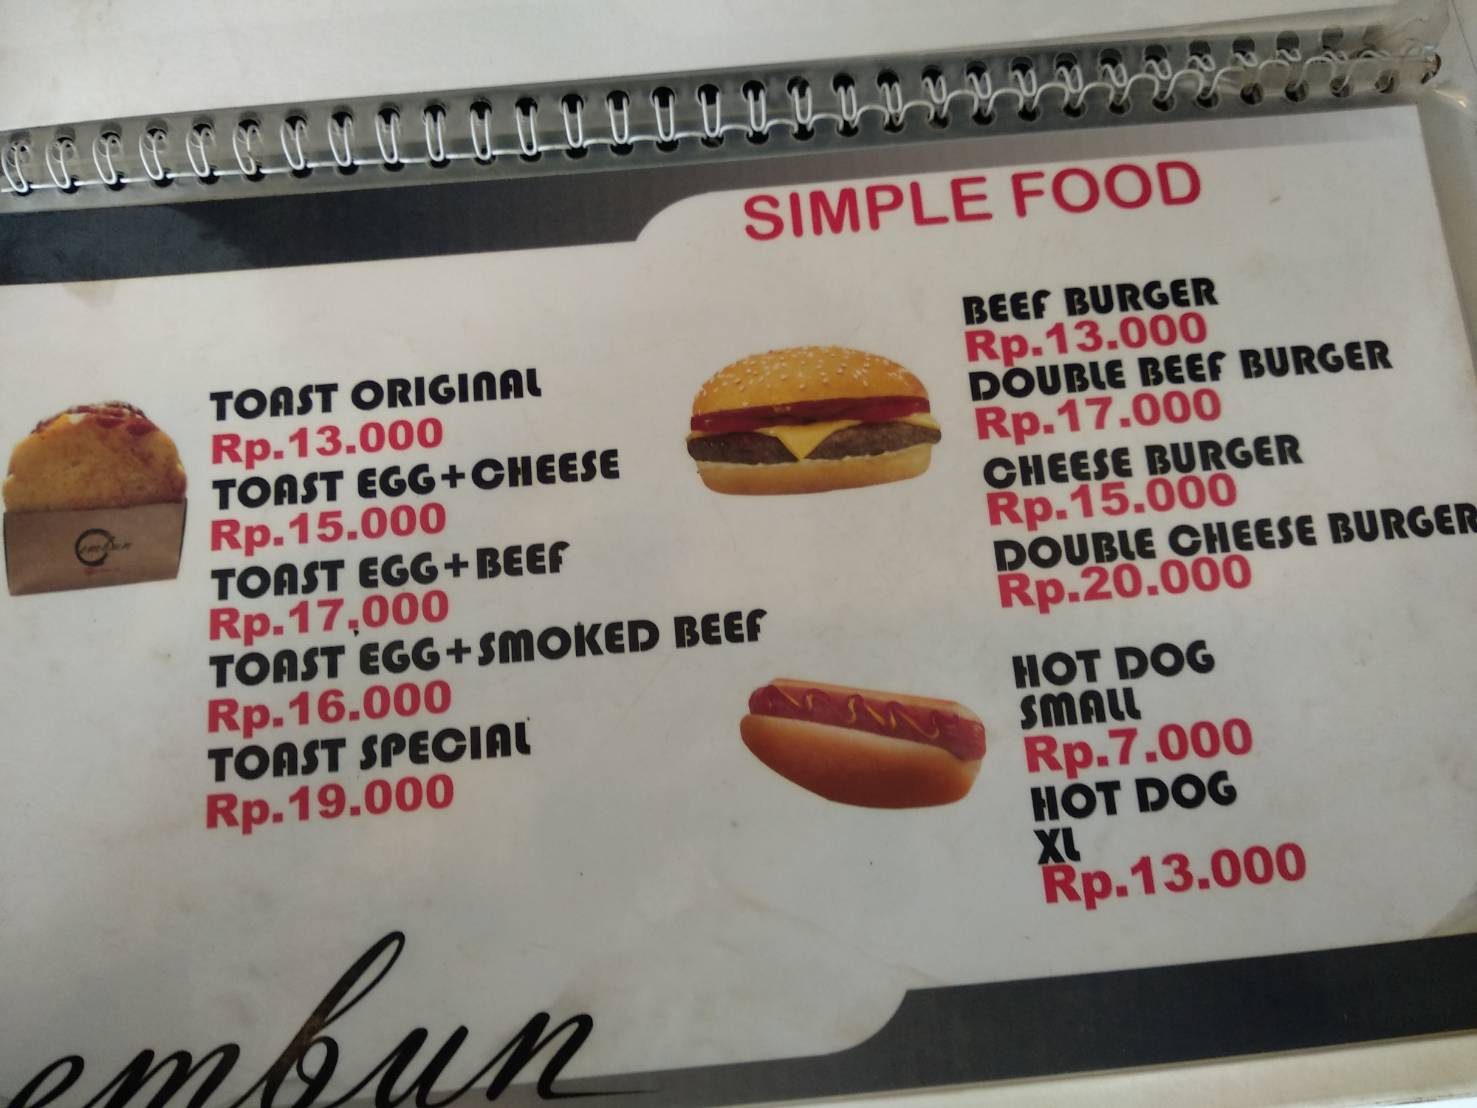 SIMPLE FOOD
TOAST ORIGINAL
Rp.13.000
TOAST EGG+CHEESE
Rp.15.000
TOAST EGG+BEEF
Rp.17.000
TOAST EGG+SMOKED BEEF
Rp.16.000
TOAST SPECIAL
Rp.19.000
BEEF BURGER
Rp.13.000
DOUBLE BEEF BURGER
Rp.17.000
CHEESE BURGER
Rp.15.000
DOUBLE CHEESE BURGER
Rp.20.000
HOT DOG
SMALL
Rp.7.000
HOT DOG
XL
Rp.13.000
embun
embun